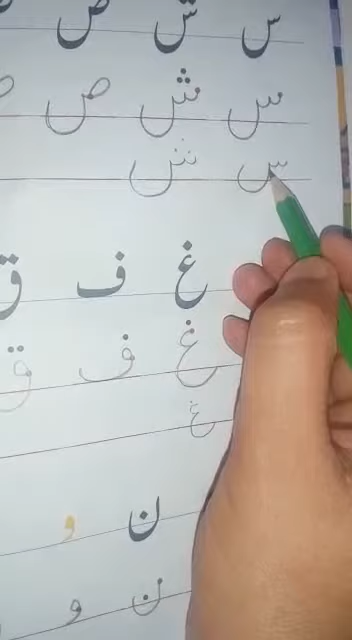 س ش ص
س ش ص
س ش
غ ف ق
غ ف ق
غ
ن و
ن و